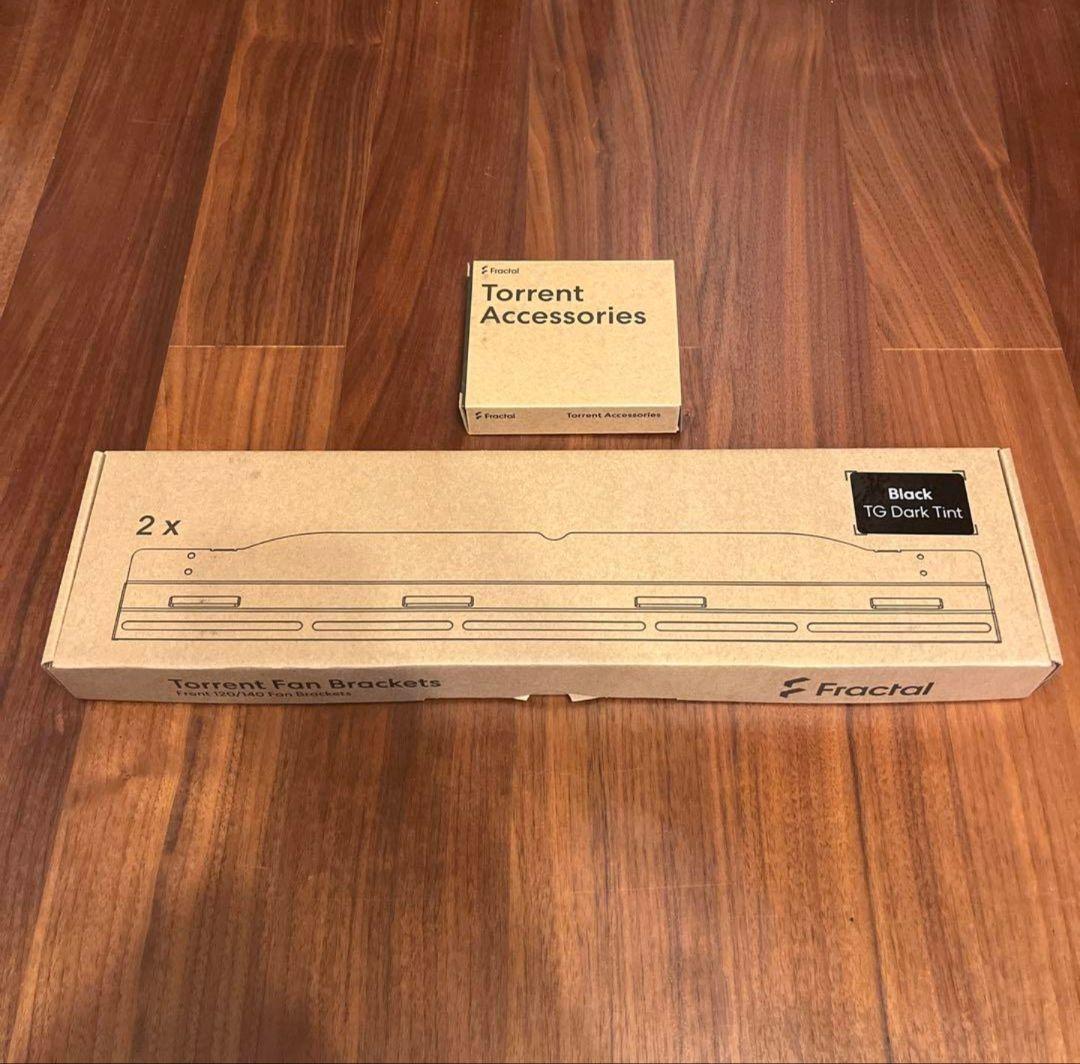 Fractal
Torrent
Accessories
Fractal
Torrent Accessories
2 x
Black
TG Dark Tint
Torrent Fan Brackets
Front 120/140 Fan Brackets
Fractal